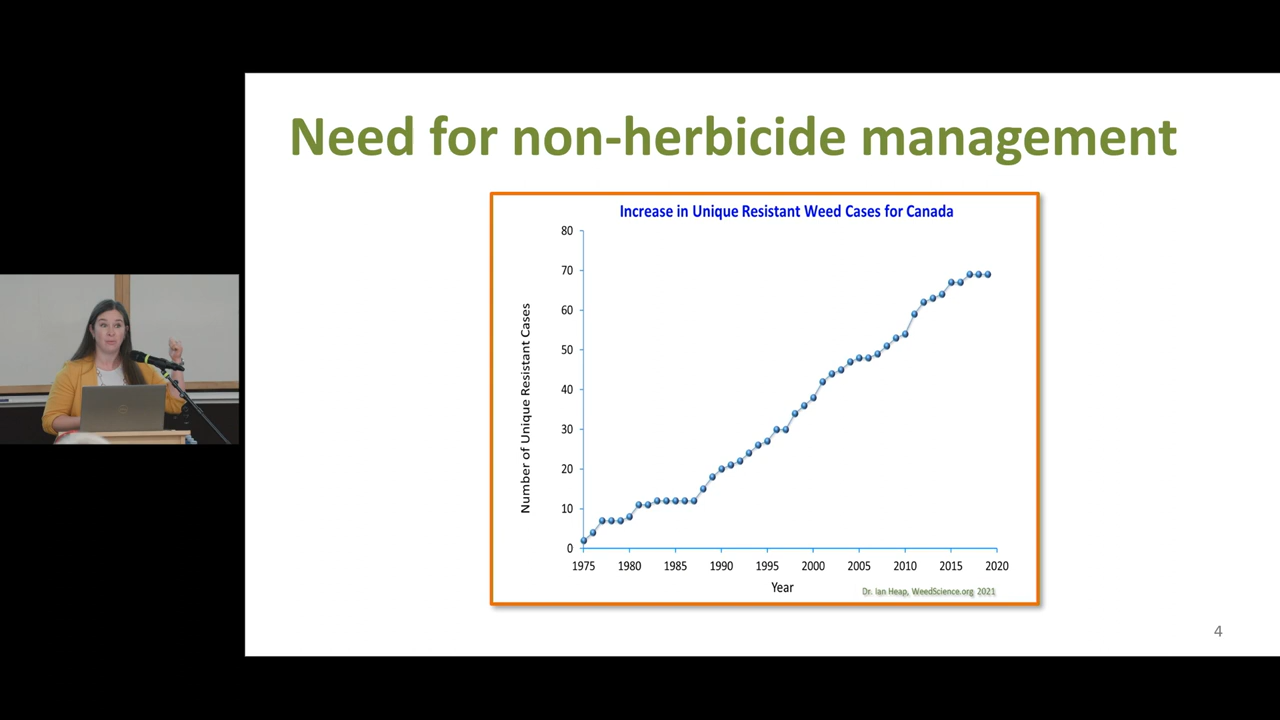 Need for non-herbicide management
Increase in Unique Resistant Weed Cases for Canada
80
70
60
50
40
30
20
10
0
Number of Unique Resistant Cases
1975 1980 1985 1990 1995 2000 2005 2010 2015 2020
Year
Dr. Ian Heap, WeedScience.org 2021
4